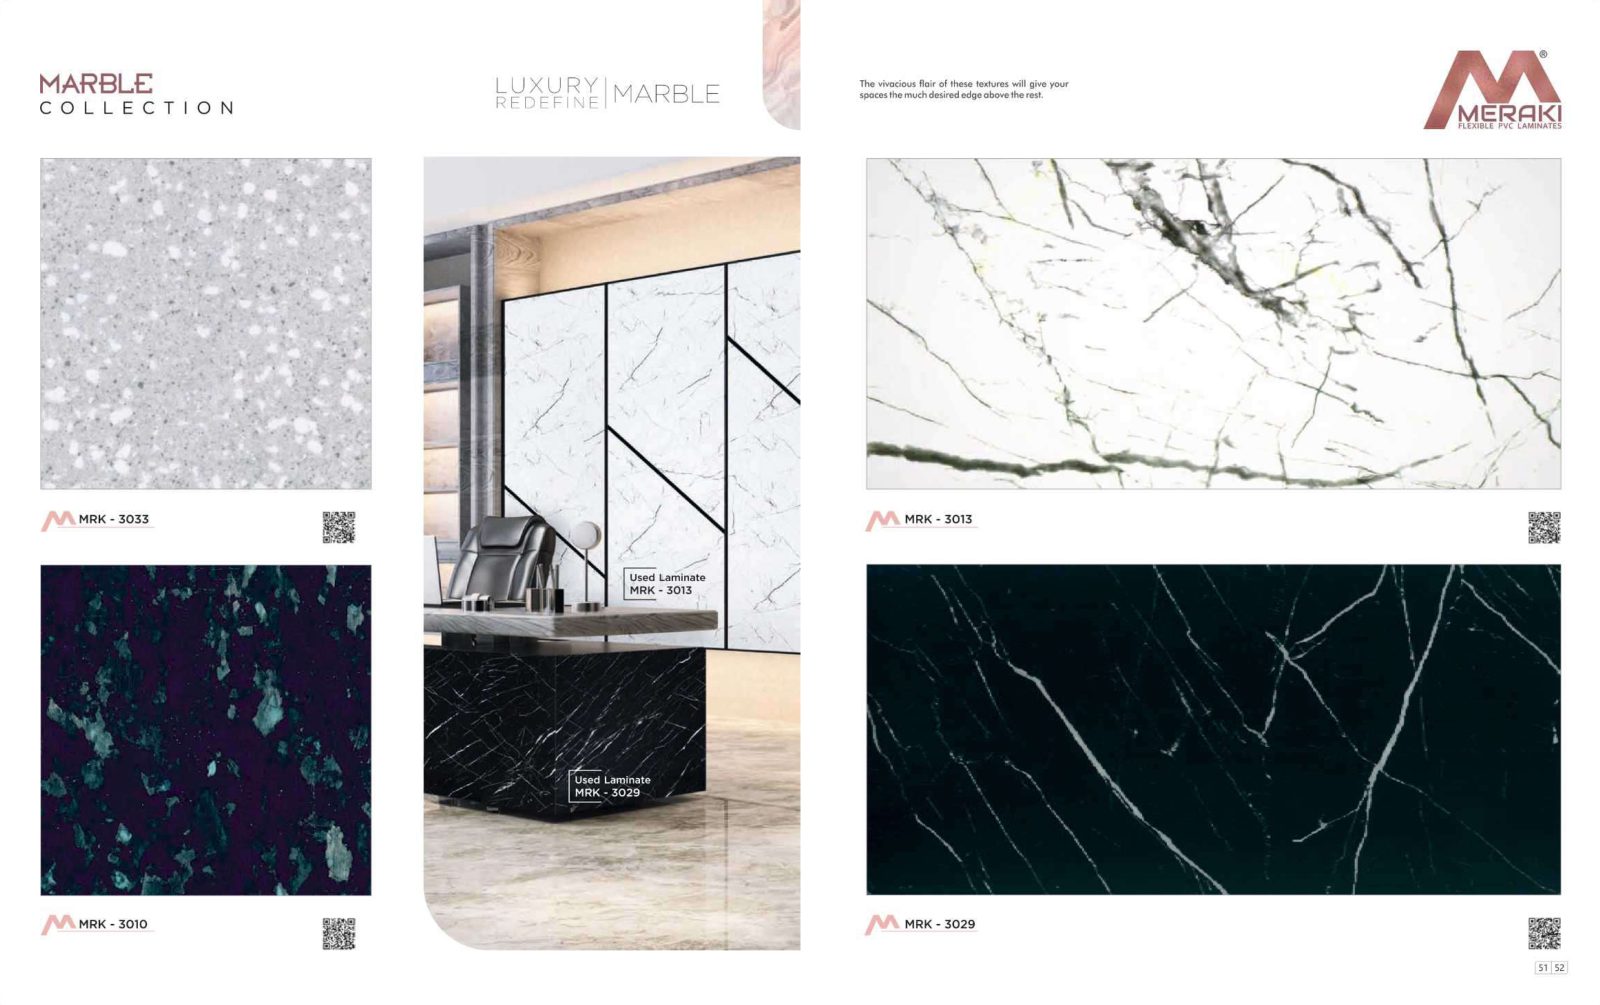 MARBLE
COLLECTION
LUXURY
REDEFINE
MARBLE
The vivacious flair of these textures will give your
spaces the much desired edge above the rest.
®
MERAKI
FLEXIBLE PVC LAMINATES
MRK - 3033
MRK - 3010
Used Laminate
MRK - 3013
Used Laminate
MRK - 3029
MRK - 3013
MRK - 3029
51 52